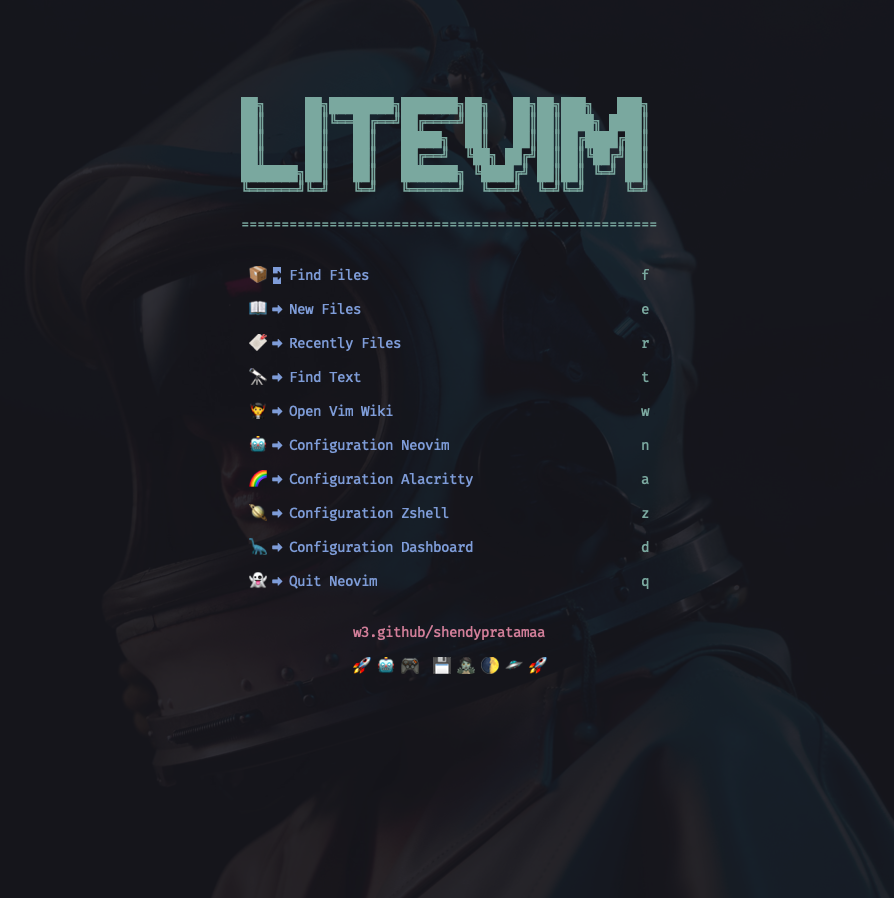 LITEVIM
====================================================
📦 ➡ Find Files f
📖 ➡ New Files e
🔖 ➡ Recently Files r
🔭 ➡ Find Text t
🤠 ➡ Open Vim Wiki w
🤖 ➡ Configuration Neovim n
🌈 ➡ Configuration Alacritty a
🪐 ➡ Configuration Zshell z
🦕 ➡ Configuration Dashboard d
👻 ➡ Quit Neovim q
w3.github/shendypratamaa